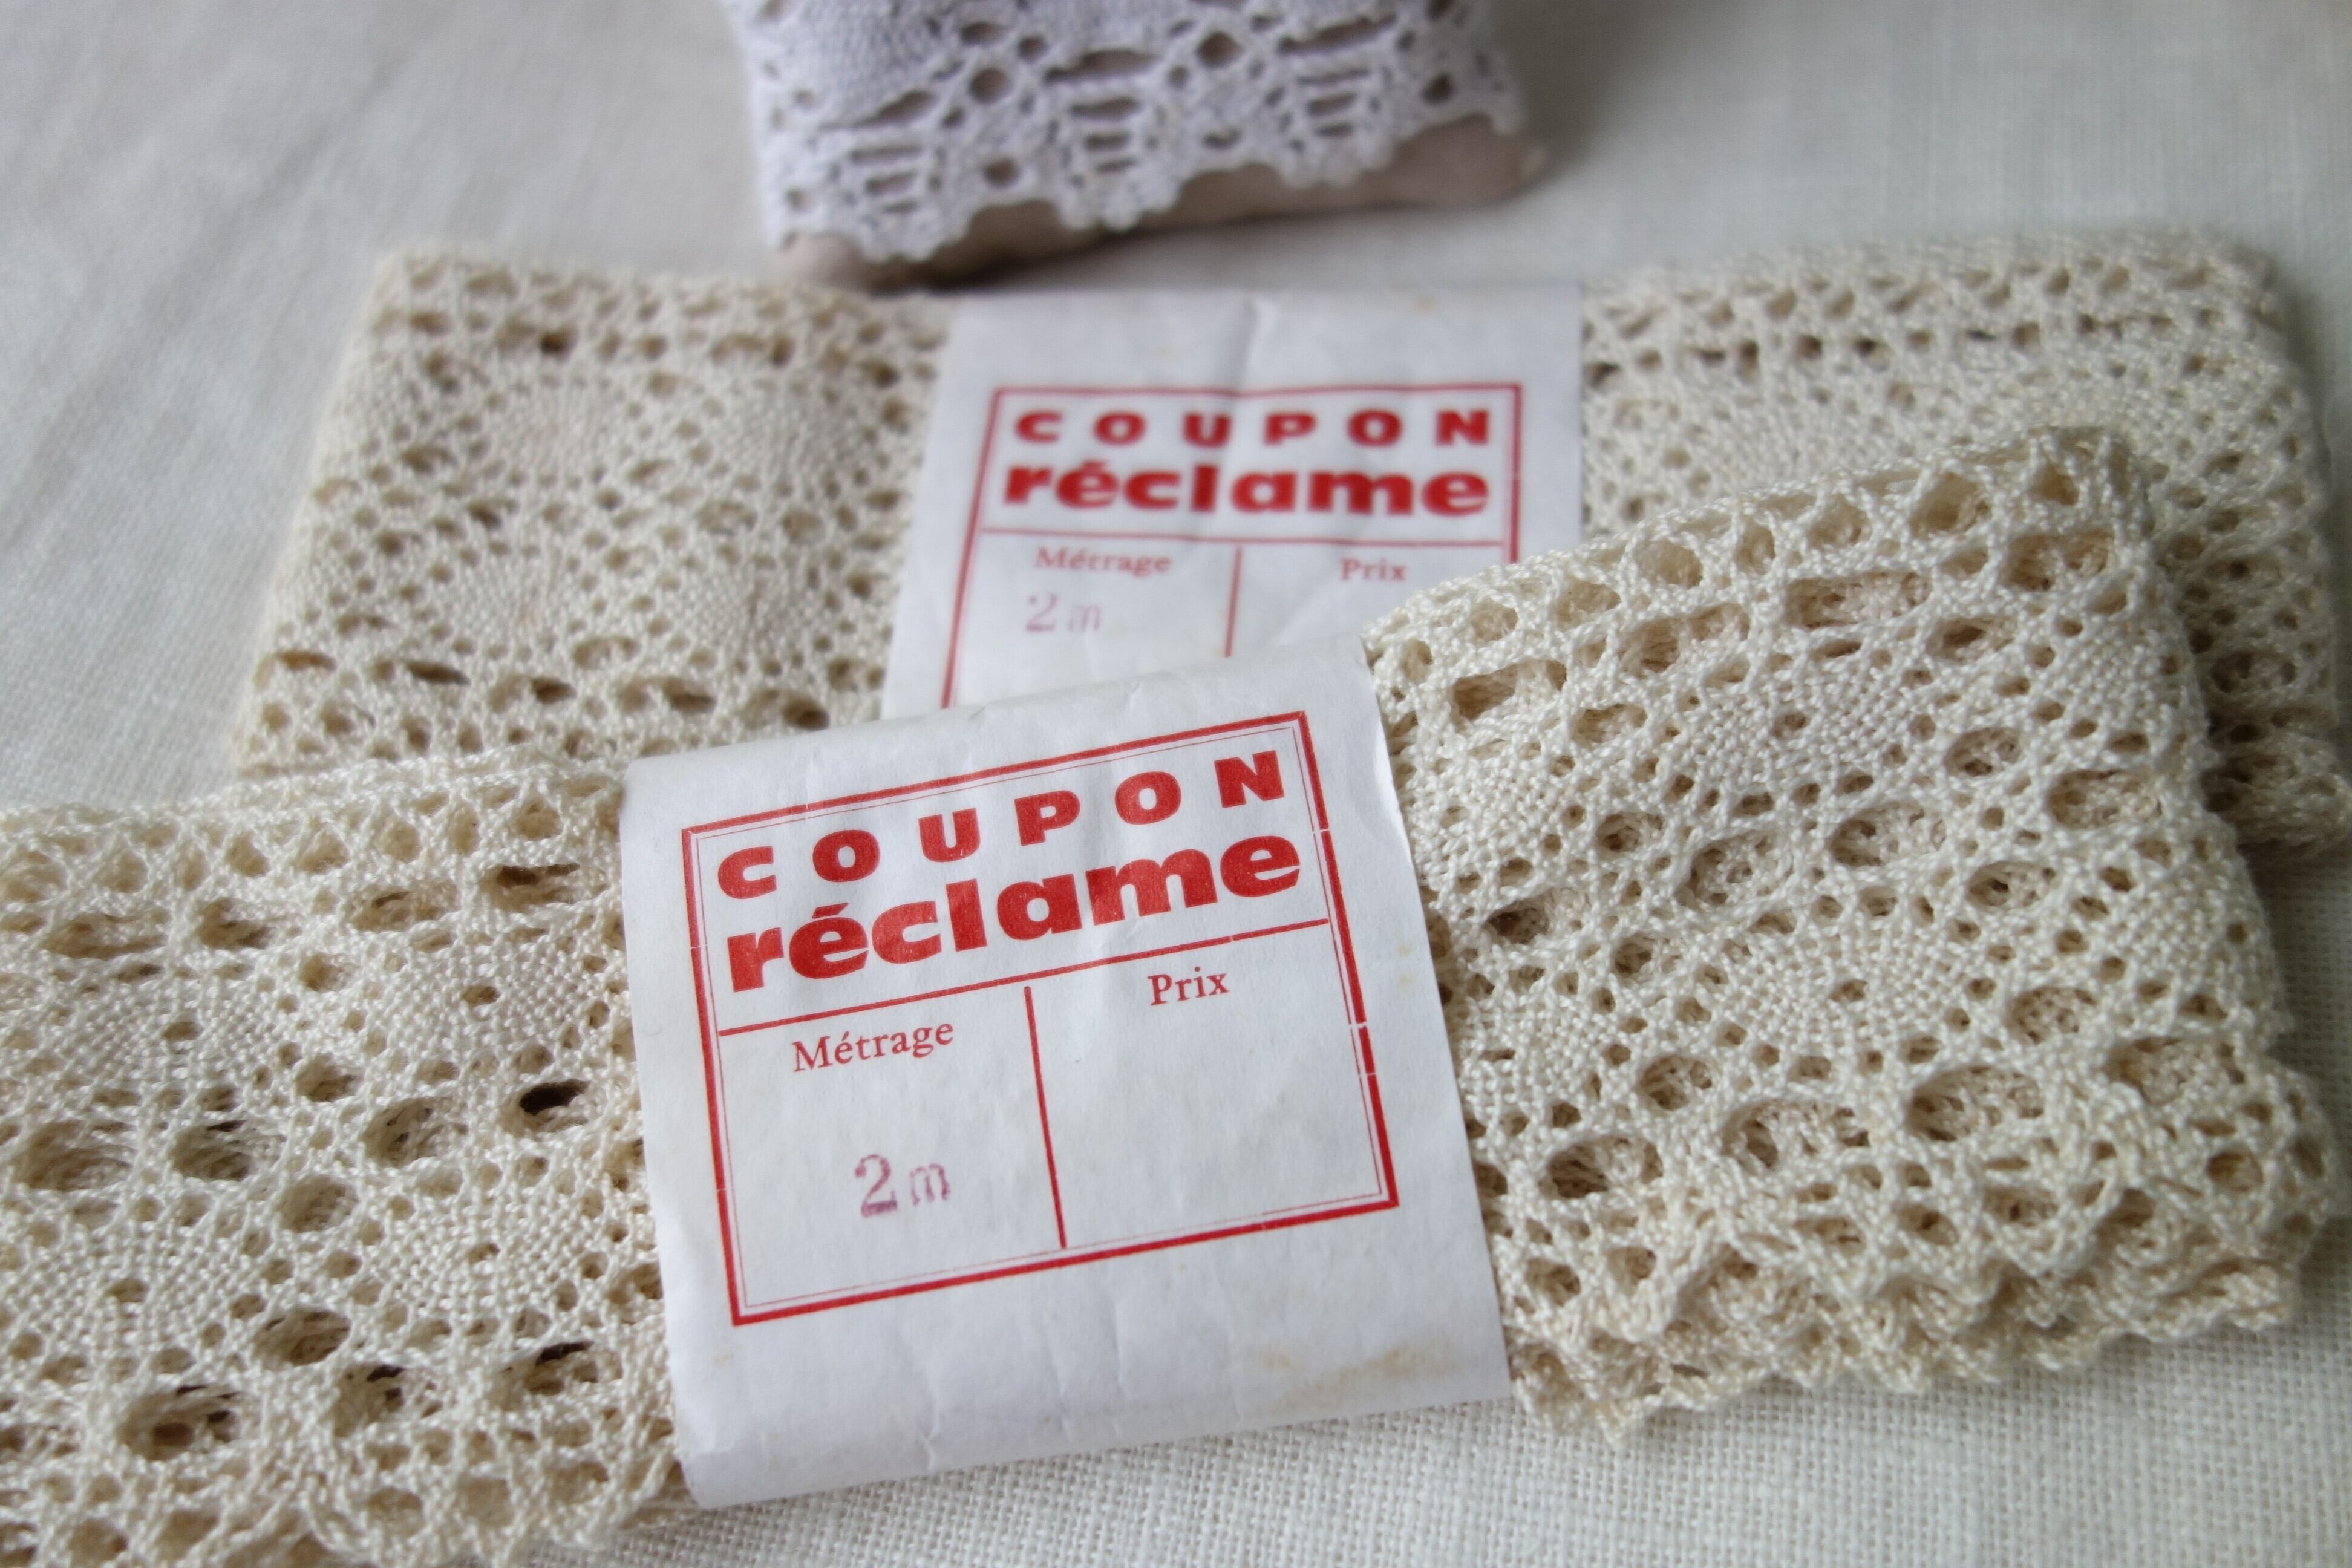 COUPON
réclame
Métrage Prix
2 m
COUPON
réclame
Métrage Prix
2 m